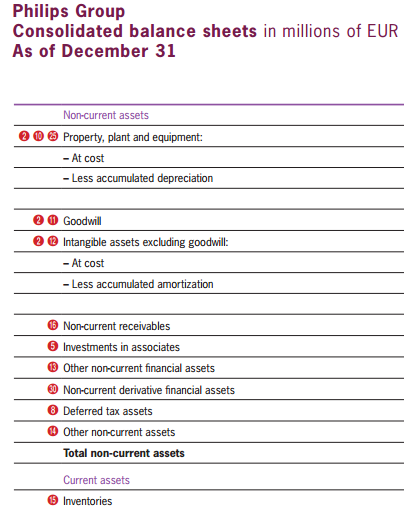 Philips Group
Consolidated balance sheets in millions of EUR
As of December 31
Non-current assets
2 10 25 Property, plant and equipment:
– At cost
– Less accumulated depreciation
2 11 Goodwill
2 12 Intangible assets excluding goodwill:
– At cost
– Less accumulated amortization
16 Non-current receivables
5 Investments in associates
13 Other non-current financial assets
30 Non-current derivative financial assets
8 Deferred tax assets
14 Other non-current assets
Total non-current assets
Current assets
15 Inventories